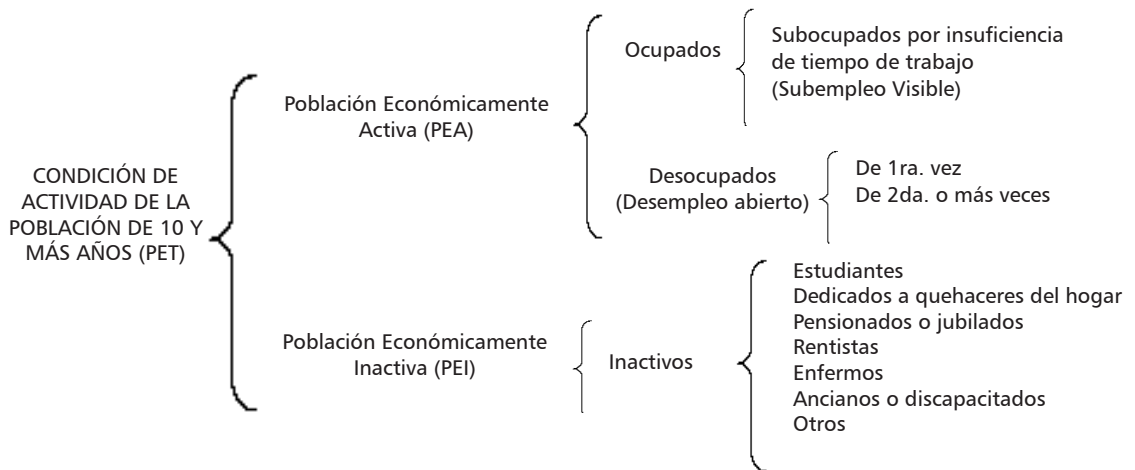 CONDICIÓN DE
ACTIVIDAD DE LA
POBLACIÓN DE 10 Y
MÁS AÑOS (PET)
Población Económicamente
Activa (PEA)
Ocupados
Subocupados por insuficiencia
de tiempo de trabajo
(Subempleo Visible)
Desocupados
(Desempleo abierto)
De 1ra. vez
De 2da. o más veces
Población Económicamente
Inactiva (PEI)
Inactivos
Estudiantes
Dedicados a quehaceres del hogar
Pensionados o jubilados
Rentistas
Enfermos
Ancianos o discapacitados
Otros